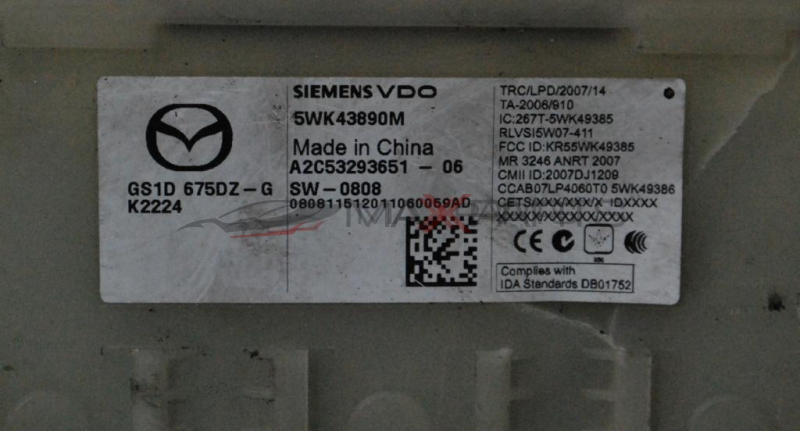 GS1D 675DZ-G
K2224
SIEMENS VDO
5WK43890M
Made in China
A2C53293651 - 06
SW-0808
080811512011060059AD
TRC/LPD/2007/14
TA-2006/910
IC:267T-5WK49385
RLVSI5W07-411
FCC ID:KR55WK49385
MR 3246 ANRT 2007
CMII ID:2007DJ1209
CCAB07LP4060T0 5WK49386
CETS/XXX/XXX/X IDXXXX
XXXXX/XXXXXX/XXXX
CE
Complies with
IDA Standards DB01752